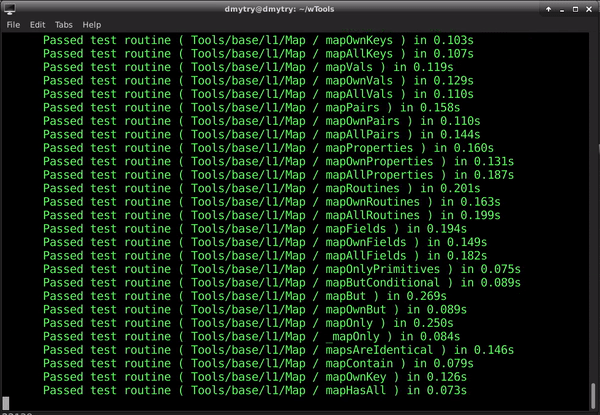 dmytry@dmytry: ~/wTools
File Edit Tabs Help
Passed test routine ( Tools/base/l1/Map / mapOwnKeys ) in 0.103s
Passed test routine ( Tools/base/l1/Map / mapAllKeys ) in 0.107s
Passed test routine ( Tools/base/l1/Map / mapVals ) in 0.119s
Passed test routine ( Tools/base/l1/Map / mapOwnVals ) in 0.129s
Passed test routine ( Tools/base/l1/Map / mapAllVals ) in 0.110s
Passed test routine ( Tools/base/l1/Map / mapPairs ) in 0.158s
Passed test routine ( Tools/base/l1/Map / mapOwnPairs ) in 0.110s
Passed test routine ( Tools/base/l1/Map / mapAllPairs ) in 0.144s
Passed test routine ( Tools/base/l1/Map / mapProperties ) in 0.160s
Passed test routine ( Tools/base/l1/Map / mapOwnProperties ) in 0.131s
Passed test routine ( Tools/base/l1/Map / mapAllProperties ) in 0.187s
Passed test routine ( Tools/base/l1/Map / mapRoutines ) in 0.201s
Passed test routine ( Tools/base/l1/Map / mapOwnRoutines ) in 0.163s
Passed test routine ( Tools/base/l1/Map / mapAllRoutines ) in 0.199s
Passed test routine ( Tools/base/l1/Map / mapFields ) in 0.194s
Passed test routine ( Tools/base/l1/Map / mapOwnFields ) in 0.149s
Passed test routine ( Tools/base/l1/Map / mapAllFields ) in 0.182s
Passed test routine ( Tools/base/l1/Map / mapOnlyPrimitives ) in 0.075s
Passed test routine ( Tools/base/l1/Map / mapButConditional ) in 0.089s
Passed test routine ( Tools/base/l1/Map / mapBut ) in 0.269s
Passed test routine ( Tools/base/l1/Map / mapOwnBut ) in 0.089s
Passed test routine ( Tools/base/l1/Map / mapOnly ) in 0.250s
Passed test routine ( Tools/base/l1/Map / _mapOnly ) in 0.084s
Passed test routine ( Tools/base/l1/Map / mapsAreIdentical ) in 0.146s
Passed test routine ( Tools/base/l1/Map / mapContain ) in 0.079s
Passed test routine ( Tools/base/l1/Map / mapOwnKey ) in 0.126s
Passed test routine ( Tools/base/l1/Map / mapHasAll ) in 0.073s